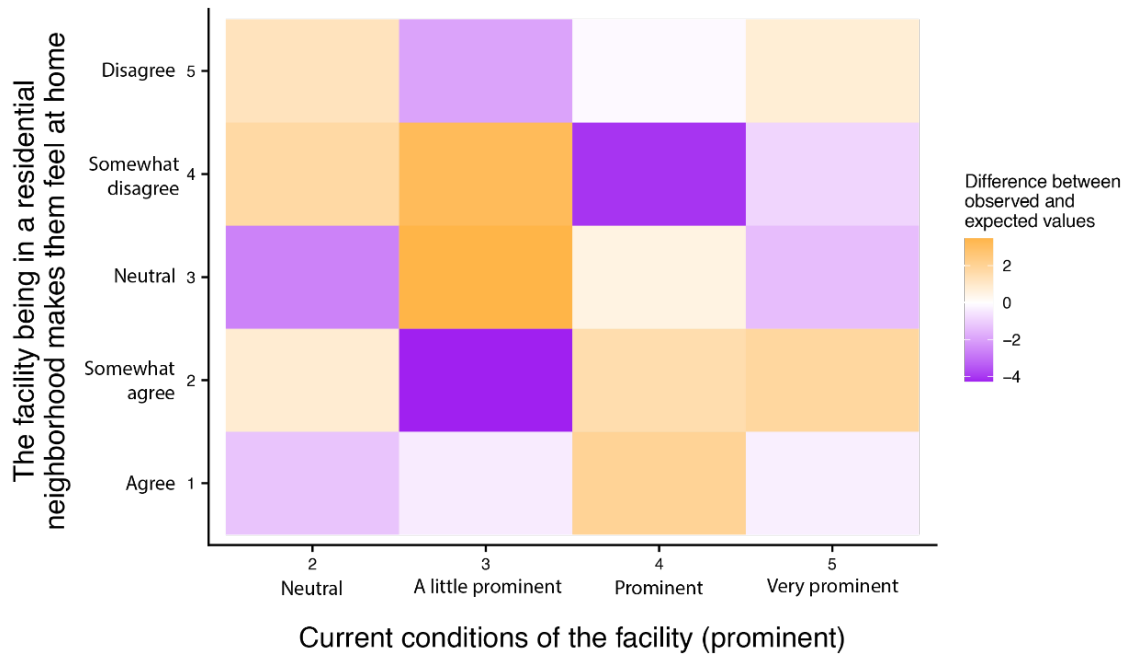 The facility being in a residential
neighborhood makes them feel at home
Disagree 5
Somewhat
disagree 4
Neutral 3
Somewhat
agree 2
Agree 1
2
3
4
5
Neutral
A little prominent
Prominent
Very prominent
Current conditions of the facility (prominent)
Difference between
observed and
expected values
2
0
−2
−4